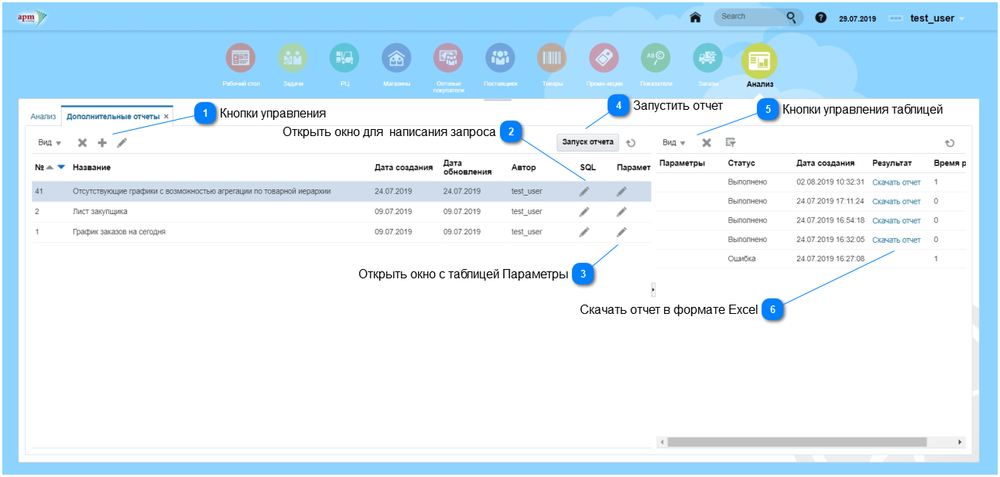 apm
Search
?
29.07.2019
test_user
Рабочий стол
Задачи
РЦ
Магазины
Оптовые
покупатели
Поставщики
Товары
Промо-акции
Показатели
Заказы
Анализ
Анализ
Дополнительные отчеты ×
1 Кнопки управления
4 Запустить отчет
5 Кнопки управления таблицей
Открыть окно для написания запроса 2
Вид
Запуск отчета
Вид
№ Название Дата создания Дата обновления Автор SQL Парамет
41 Отсутствующие графики с возможностью агрегации по товарной иерархии 24.07.2019 24.07.2019 test_user
2 Лист закупщика 09.07.2019 09.07.2019 test_user
1 График заказов на сегодня 09.07.2019 09.07.2019 test_user
Параметры Статус Дата создания Результат Время р
Выполнено 02.08.2019 10:32:31 Скачать отчет 1
Выполнено 24.07.2019 17:11:24 Скачать отчет 0
Выполнено 24.07.2019 16:54:18 Скачать отчет 0
Выполнено 24.07.2019 16:32:05 Скачать отчет 0
Ошибка 24.07.2019 16:27:08 1
Открыть окно с таблицей Параметры 3
Скачать отчет в формате Excel 6